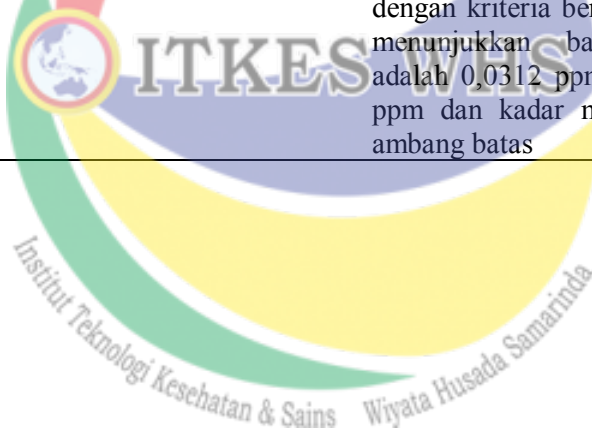 dengan kriteria ber
menunjukkan ba
adalah 0,0312 ppm
ppm dan kadar m
ambang batas
ITKES WHS
Institut Teknologi Kesehatan & Sains Wiyata Husada Samarinda